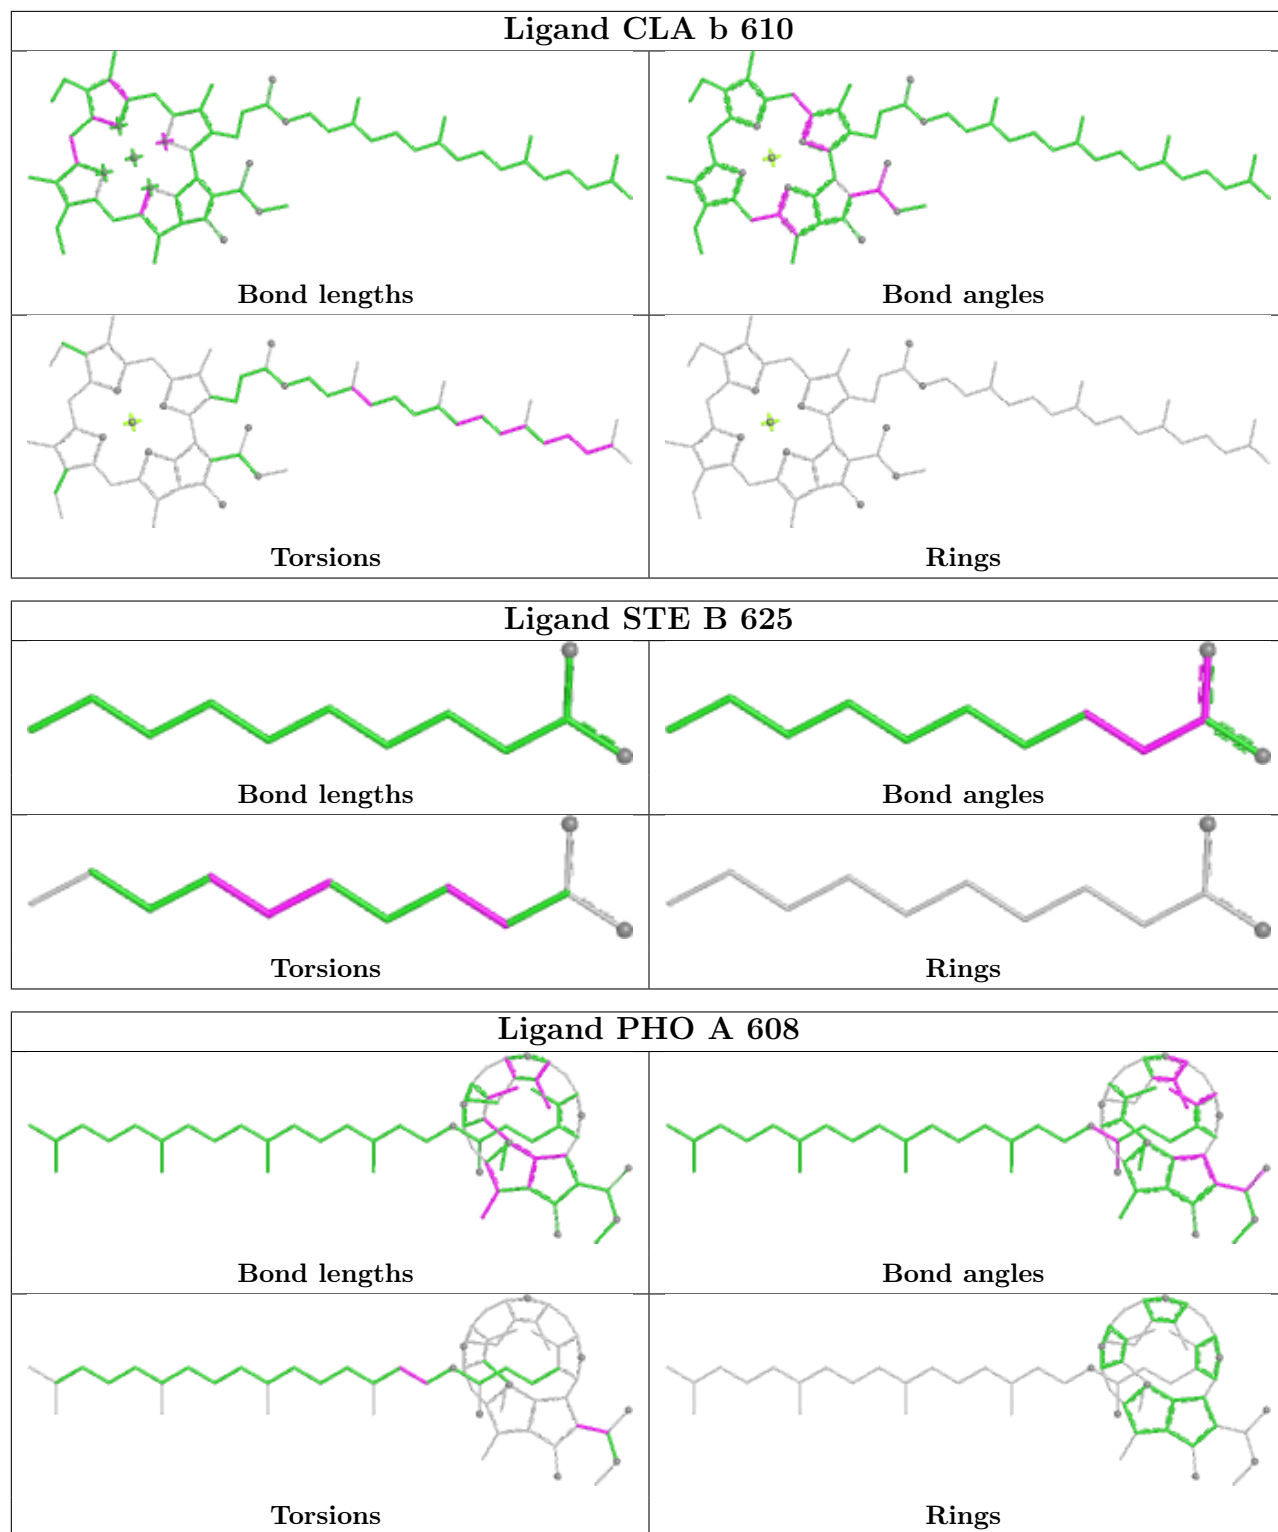 Ligand CLA b 610
Bond lengths
Bond angles
Torsions
Rings
Ligand STE B 625
Bond lengths
Bond angles
Torsions
Rings
Ligand PHO A 608
Bond lengths
Bond angles
Torsions
Rings